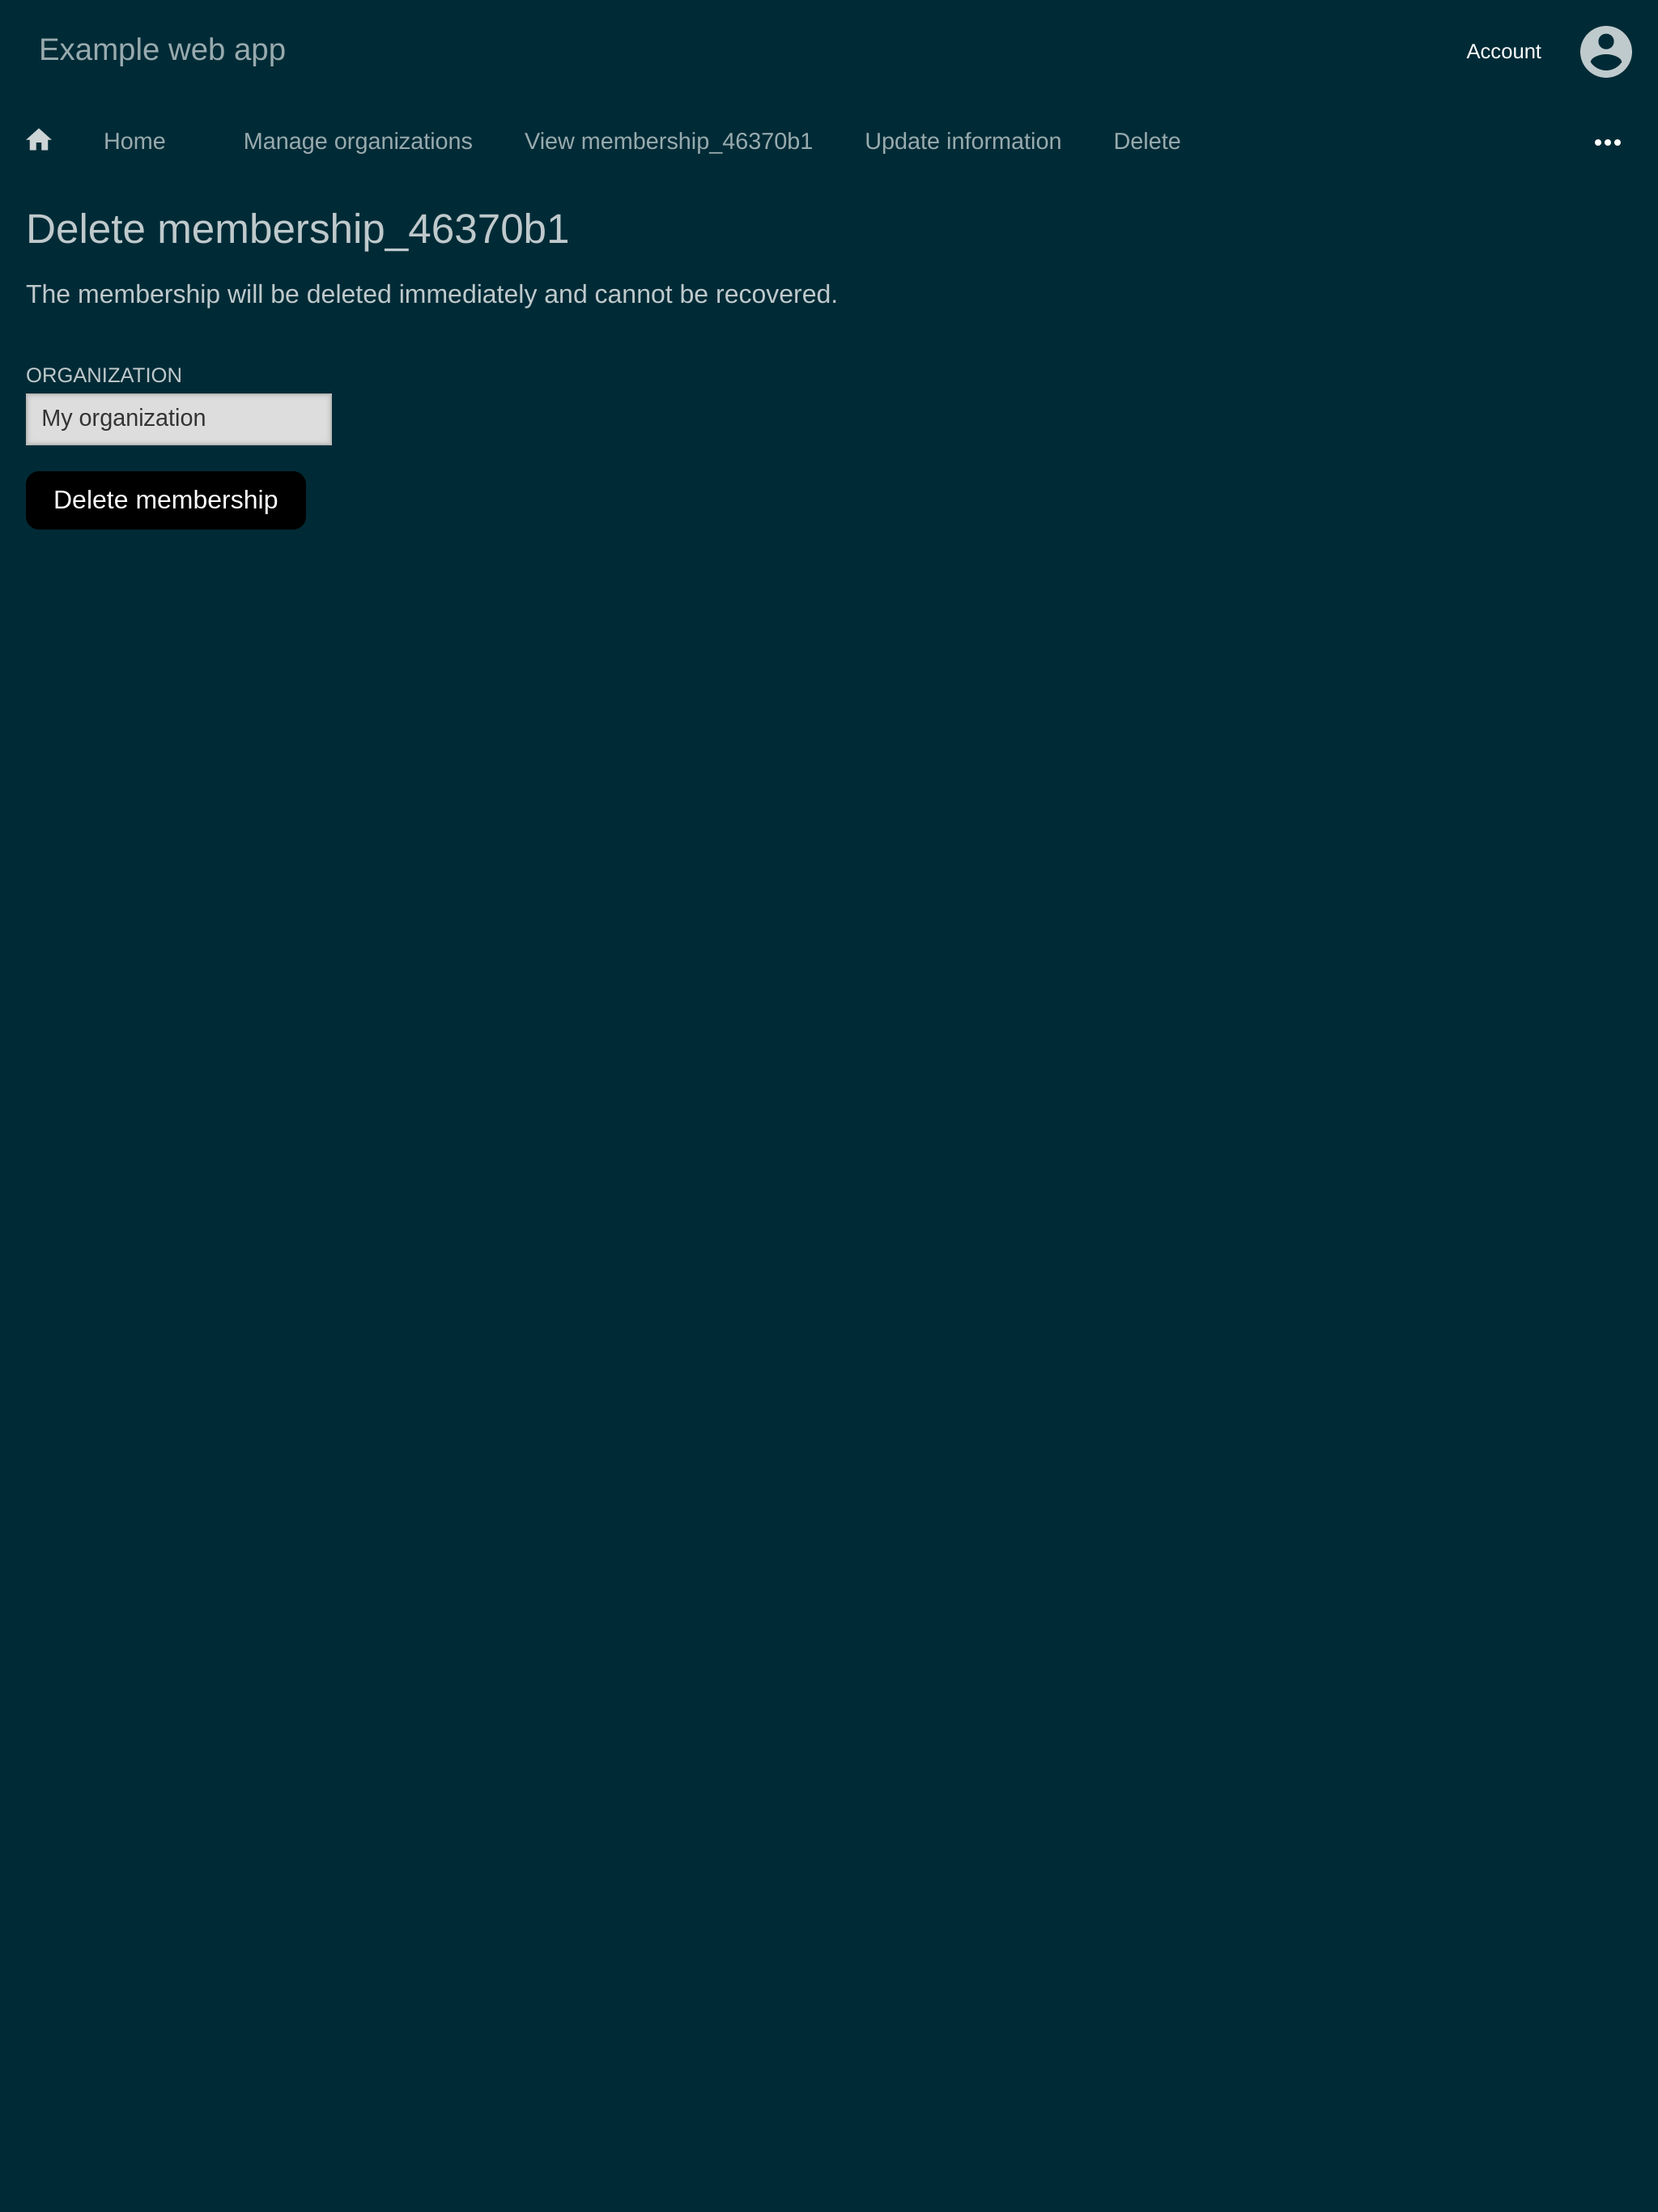 Example web app
Account
Home
Manage organizations
View membership_46370b1
Update information
Delete
Delete membership_46370b1
The membership will be deleted immediately and cannot be recovered.
ORGANIZATION
My organization
Delete membership